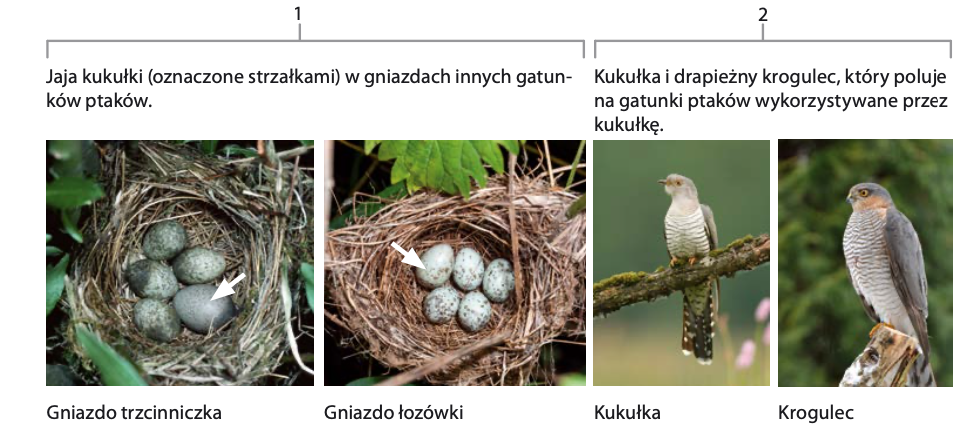 1
Jaja kukułki (oznaczone strzałkami) w gniazdach innych gatun-
ków ptaków.
2
Kukułka i drapieżny krogulec, który poluje
na gatunki ptaków wykorzystywane przez
kukułkę.
Gniazdo trzcinniczka
Gniazdo łozówki
Kukułka
Krogulec